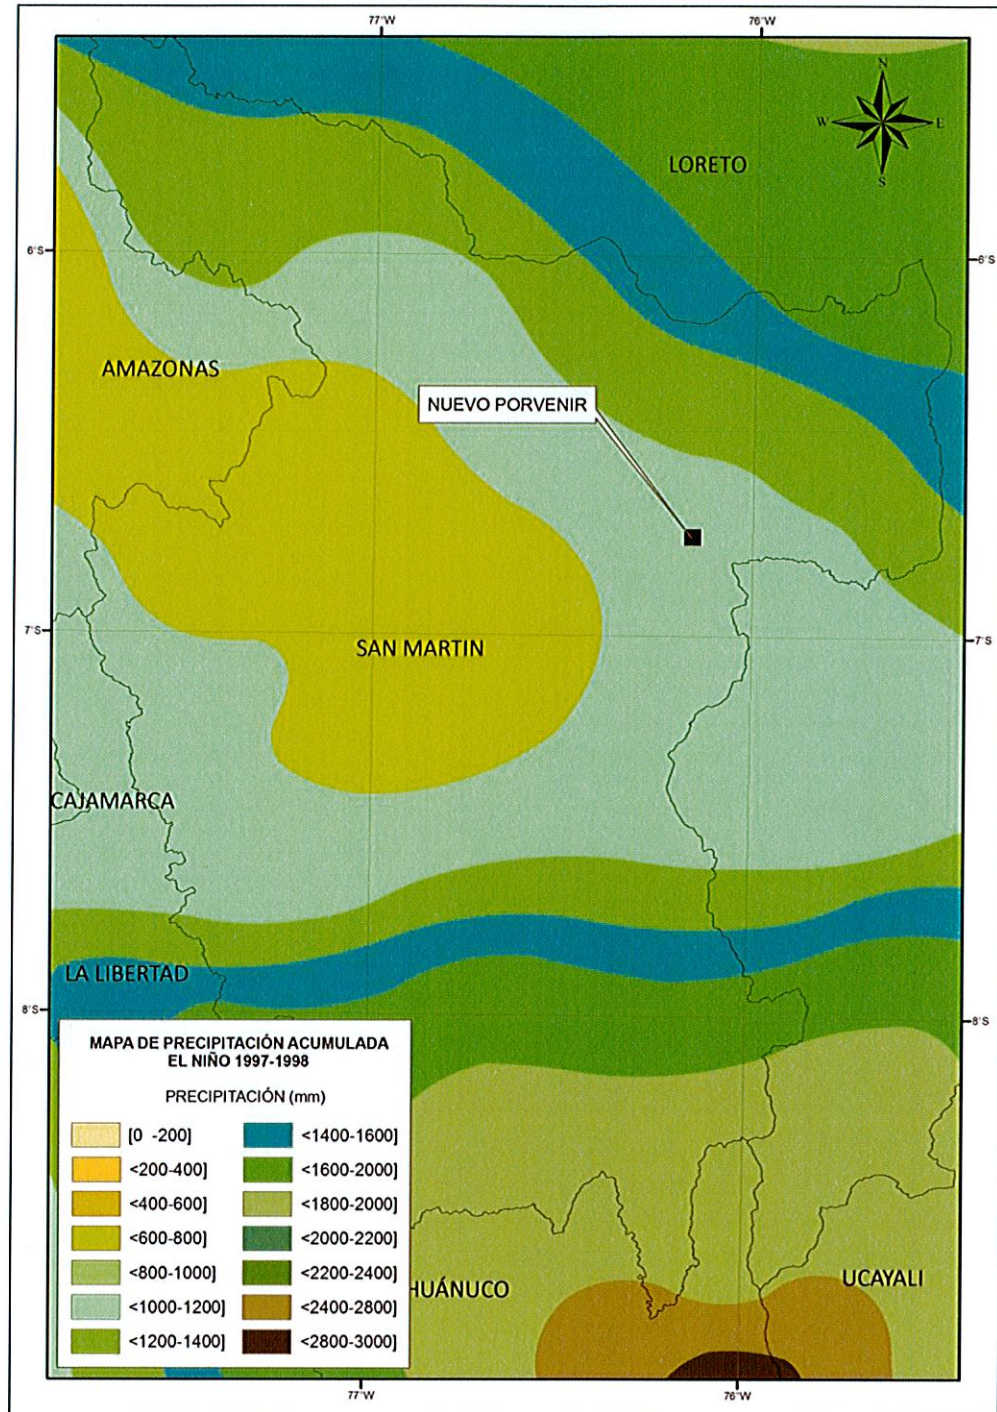 77°W
76°W
N
W
E
S
LORETO
6°S
6°S
AMAZONAS
NUEVO PORVENIR
7°S
7°S
SAN MARTIN
CAJAMARCA
LA LIBERTAD
8°S
8°S
MAPA DE PRECIPITACIÓN ACUMULADA
EL NIÑO 1997-1998
PRECIPITACIÓN (mm)
[0 -200]
<200-400]
<400-600]
<600-800]
<800-1000]
<1000-1200]
<1200-1400]
<1400-1600]
<1600-2000]
<1800-2000]
<2000-2200]
<2200-2400]
<2400-2800]
<2800-3000]
HUÁNUCO
UCAYALI
77°W
76°W